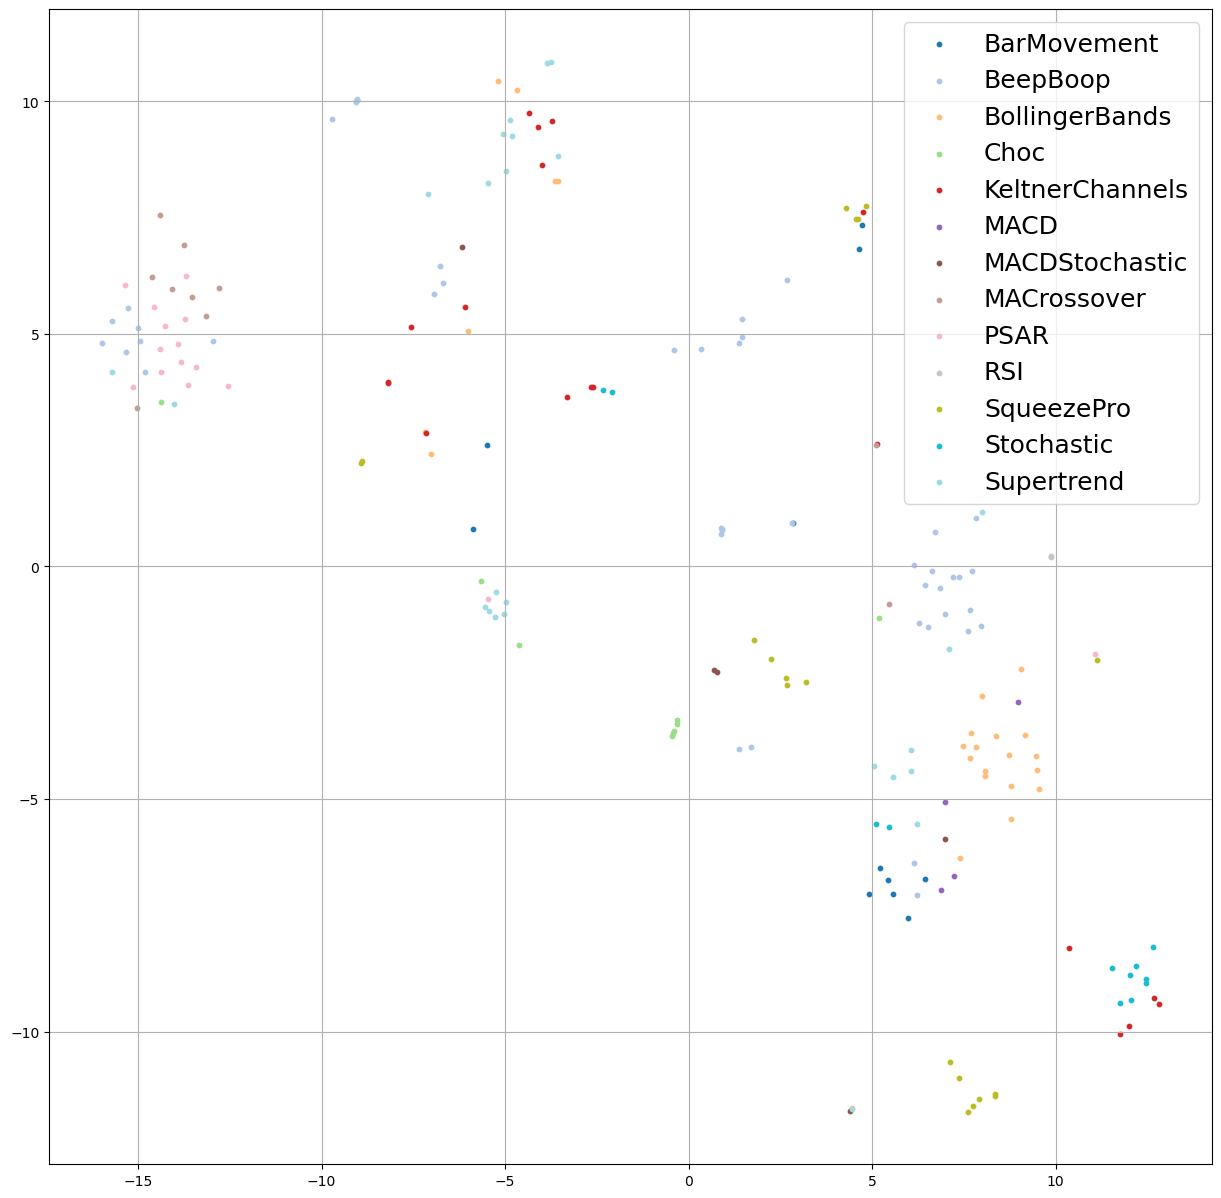 BarMovement
BeepBoop
BollingerBands
Choc
KeltnerChannels
MACD
MACDStochastic
MACrossover
PSAR
RSI
SqueezePro
Stochastic
Supertrend
10
5
0
−5
−10
−15 −10 −5 0 5 10